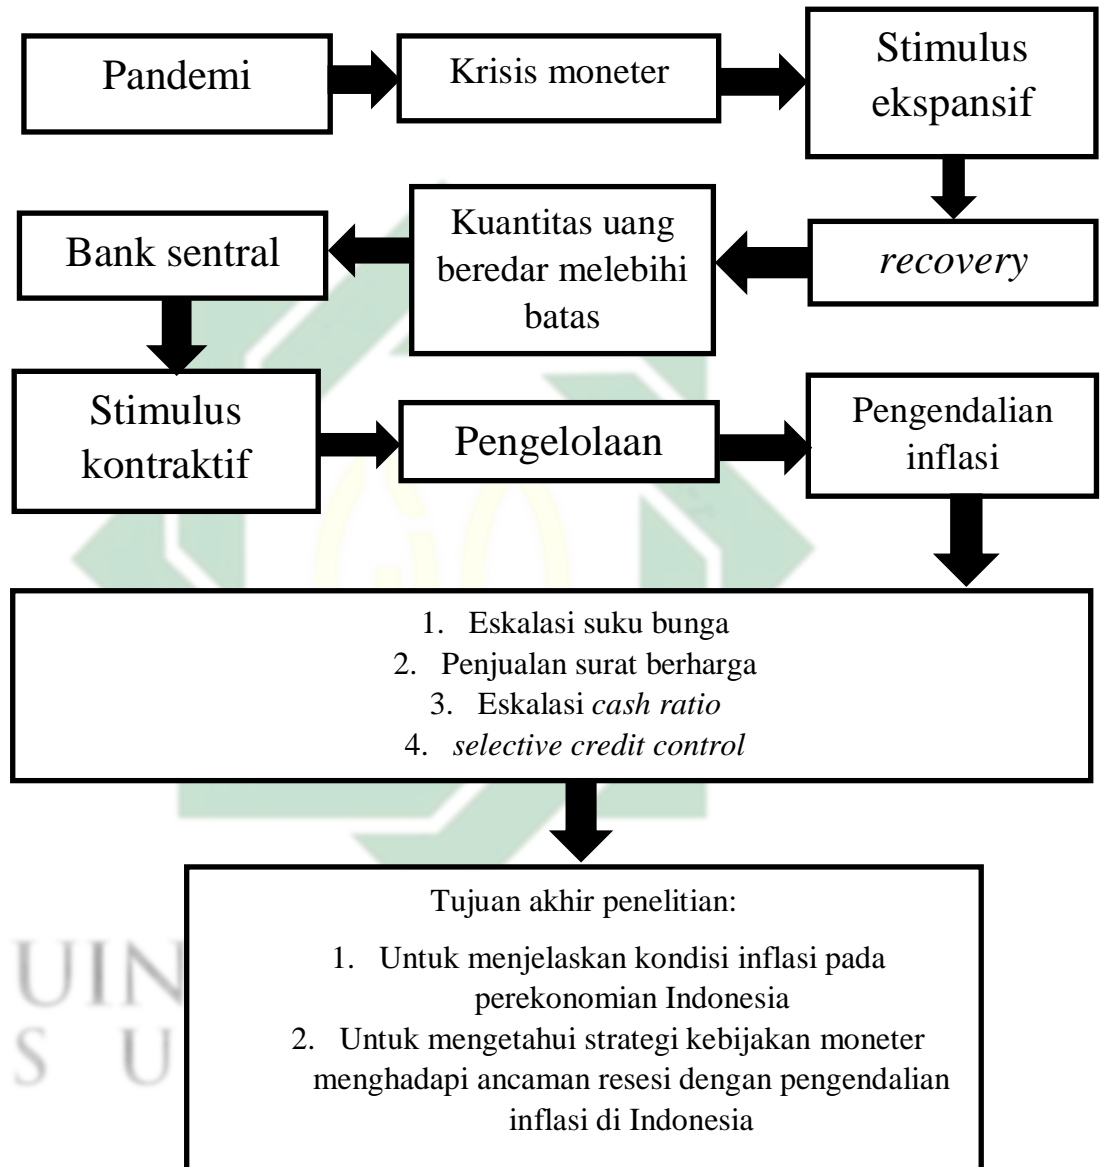 Pandemi
Krisis moneter
Stimulus
ekspansif
recovery
Kuantitas uang
beredar melebihi
batas
Bank sentral
Stimulus
kontraktif
Pengelolaan
Pengendalian
inflasi
1. Eskalasi suku bunga
2. Penjualan surat berharga
3. Eskalasi cash ratio
4. selective credit control
Tujuan akhir penelitian:
1. Untuk menjelaskan kondisi inflasi pada
perekonomian Indonesia
2. Untuk mengetahui strategi kebijakan moneter
menghadapi ancaman resesi dengan pengendalian
inflasi di Indonesia
UIN
S U